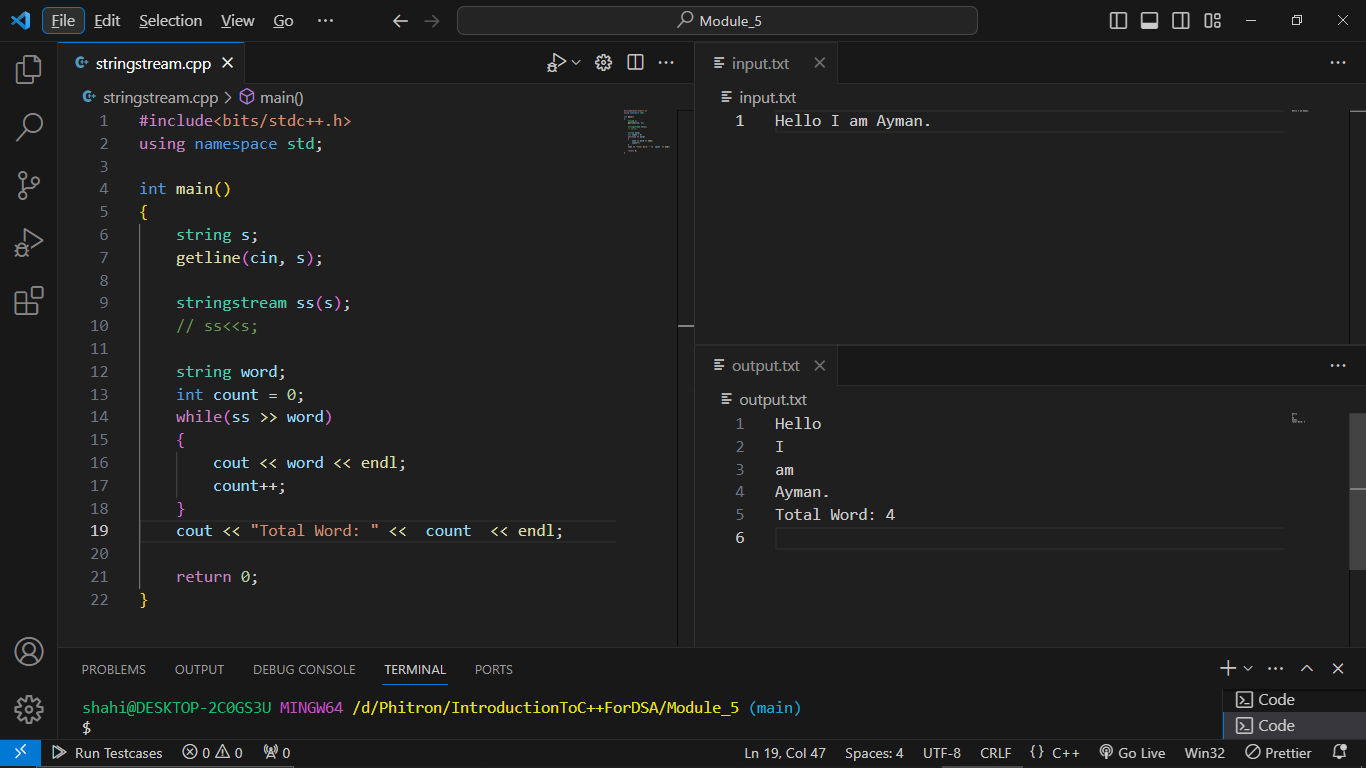 File Edit Selection View Go ··· Module_5
stringstream.cpp
stringstream.cpp > main()
1 #include<bits/stdc++.h>
2 using namespace std;
3
4 int main()
5 {
6 string s;
7 getline(cin, s);
8
9 stringstream ss(s);
10 // ss<<s;
11
12 string word;
13 int count = 0;
14 while(ss >> word)
15 {
16 cout << word << endl;
17 count++;
18 }
19 cout << "Total Word: " <<  count  << endl;
20
21 return 0;
22 }
input.txt
input.txt
1 Hello I am Ayman.
output.txt
output.txt
1 Hello
2 I
3 am
4 Ayman.
5 Total Word: 4
6
PROBLEMS OUTPUT DEBUG CONSOLE TERMINAL PORTS
shahi@DESKTOP-2C0GS3U MINGW64 /d/Phitron/IntroductionToC++ForDSA/Module_5 (main)
$
Code
Code
Run Testcases 0 0 0 Ln 19, Col 47 Spaces: 4 UTF-8 CRLF {} C++ Go Live Win32 Prettier